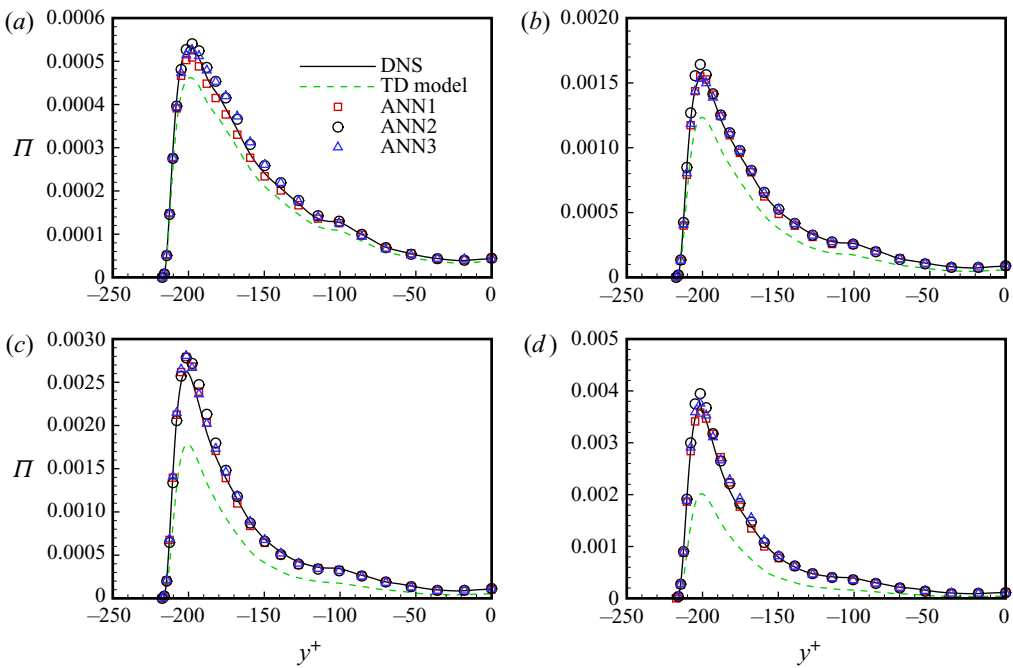 (a)
0.0006
0.0005
0.0004
0.0003
0.0002
0.0001
0
Π
−250 −200 −150 −100 −50 0
DNS
TD model
ANN1
ANN2
ANN3
(b)
0.0020
0.0015
0.0010
0.0005
0
−250 −200 −150 −100 −50 0
(c)
0.0030
0.0025
0.0020
0.0015
0.0010
0.0005
0
Π
−250 −200 −150 −100 −50 0
y+
(d)
0.005
0.004
0.003
0.002
0.001
0
−250 −200 −150 −100 −50 0
y+